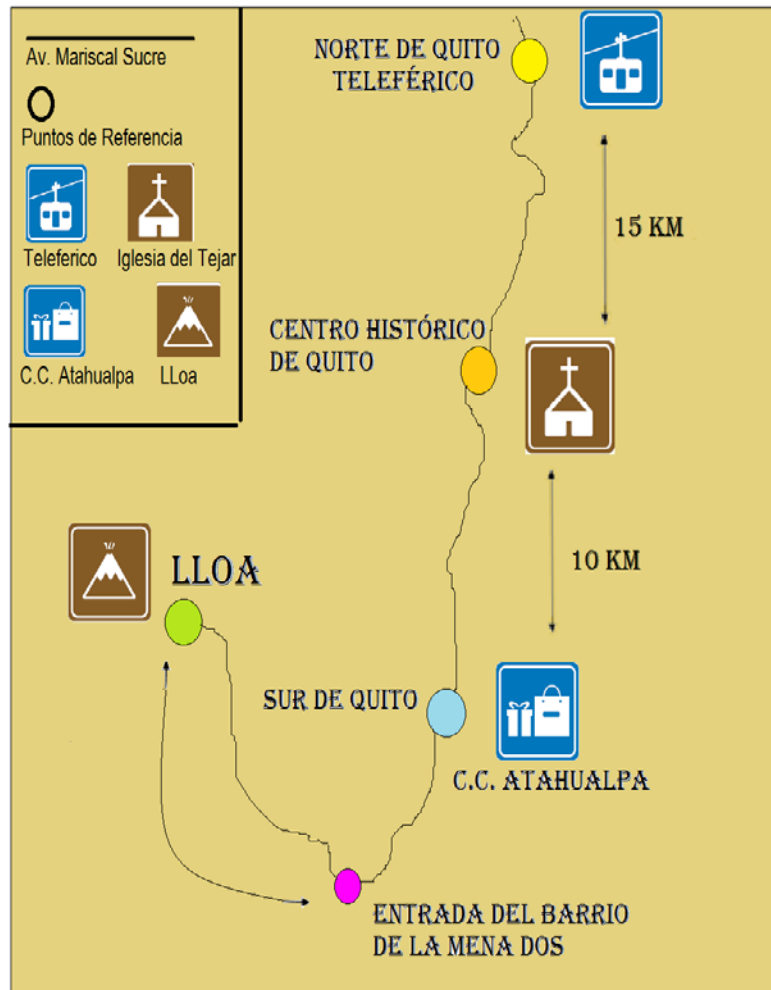 Av. Mariscal Sucre
Puntos de Referencia
Teleferico
Iglesia del Tejar
C.C. Atahualpa
LLoa
NORTE DE QUITO
TELEFÉRICO
15 KM
CENTRO HISTÓRICO
DE QUITO
10 KM
LLOA
SUR DE QUITO
C.C. ATAHUALPA
ENTRADA DEL BARRIO
DE LA MENA DOS